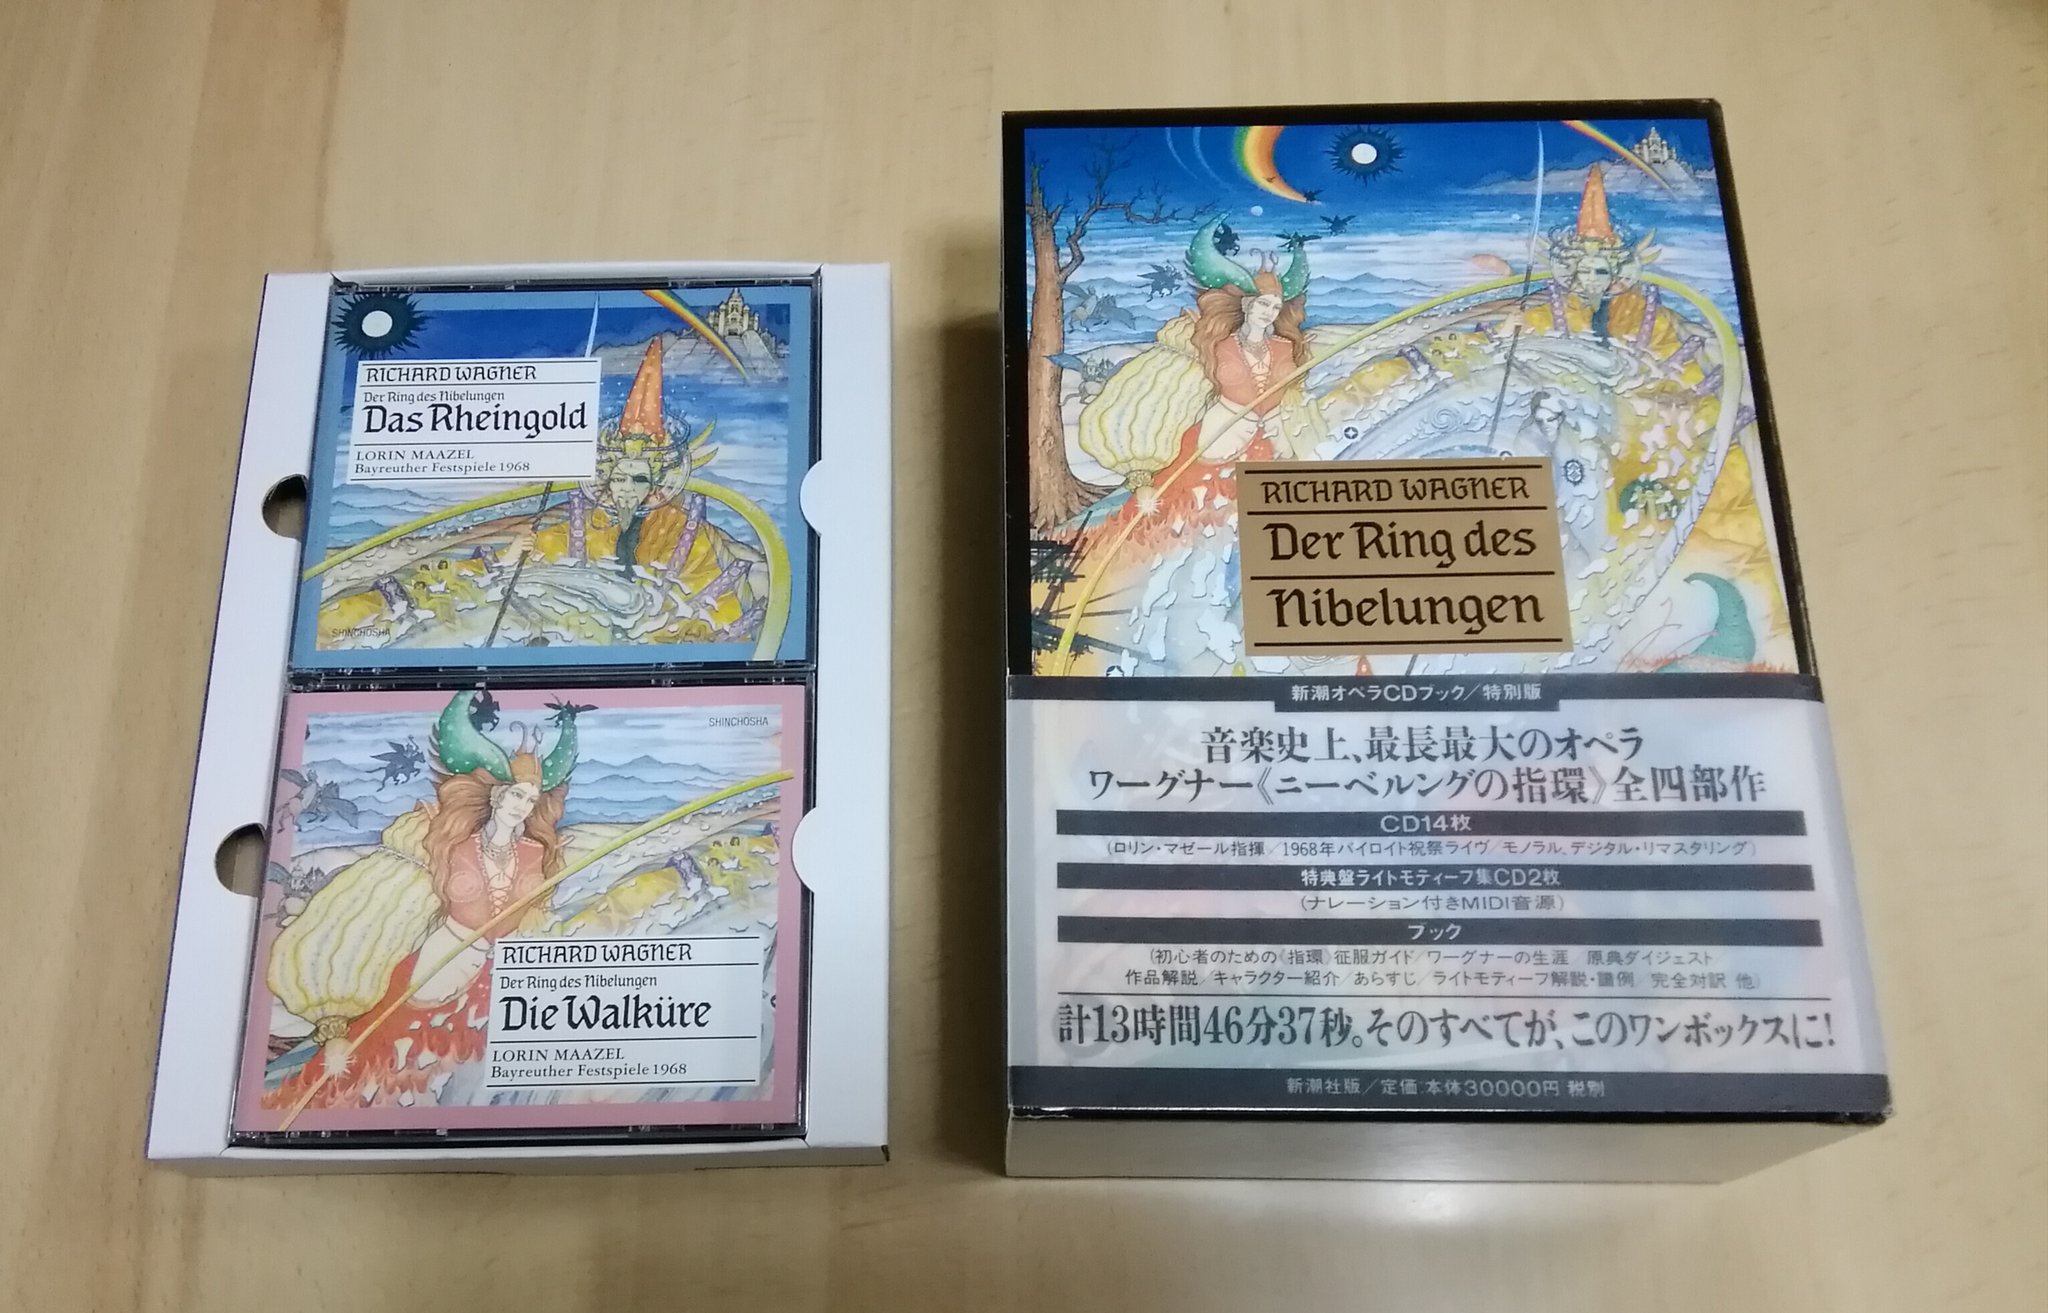 RICHARD WAGNER
Der Ring des Nibelungen
Das Rheingold
LORIN MAAZEL
Bayreuther Festspiele 1968
SHINCHOSHA
SHINCHOSHA
RICHARD WAGNER
Der Ring des Nibelungen
Die Walküre
LORIN MAAZEL
Bayreuther Festspiele 1968
RICHARD WAGNER
Der Ring des
Nibelungen
新潮オペラCDブック／特別版
音楽史上、最長最大のオペラ
ワーグナー《ニーベルングの指環》全四部作
CD14枚
(ロリン・マゼール指揮／1968年バイロイト祝祭ライヴ／モノラル、デジタル・リマスタリング)
特典盤ライトモティーフ集CD2枚
(ナレーション付きMIDI音源)
ブック
(初心者のための《指環》征服ガイド／ワーグナーの生涯／原典ダイジェスト／
作品解説／キャラクター紹介／あらすじ／ライトモティーフ解説・譜例／完全対訳 他)
計13時間46分37秒。そのすべてが、このワンボックスに!
新潮社版／定価:本体30000円 税別